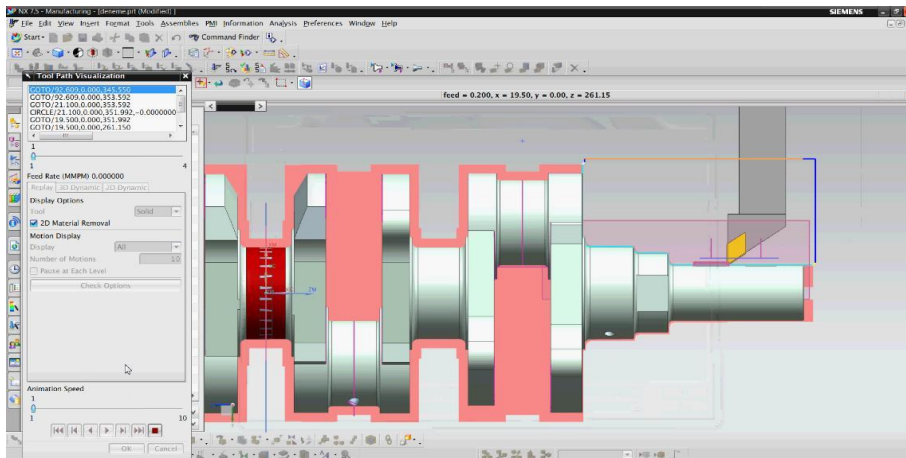 NX 7.5 - Manufacturing - [deneme.prt (Modified) ]
SIEMENS
File Edit View Insert Format Tools Assemblies PMI Information Analysis Preferences Window Help
Start
Command Finder
Tool Path Visualization
feed = 0.200, x = 19.50, y = 0.00, z = 261.15
GOTO/92.609,0.000,345.550
GOTO/92.609,0.000,353.592
GOTO/21.100,0.000,353.592
CIRCLE/21.100,0.000,351.992,-0.0000000
GOTO/19.500,0.000,351.992
GOTO/19.500,0.000,261.150
1
1 4
Feed Rate (MMPM) 0.000000
Replay 3D Dynamic 2D Dynamic
Display Options
Tool Solid
2D Material Removal
Motion Display
Display All
Number of Motions 10
Pause at Each Level
Check Options
Animation Speed
1
1 10
OK Cancel